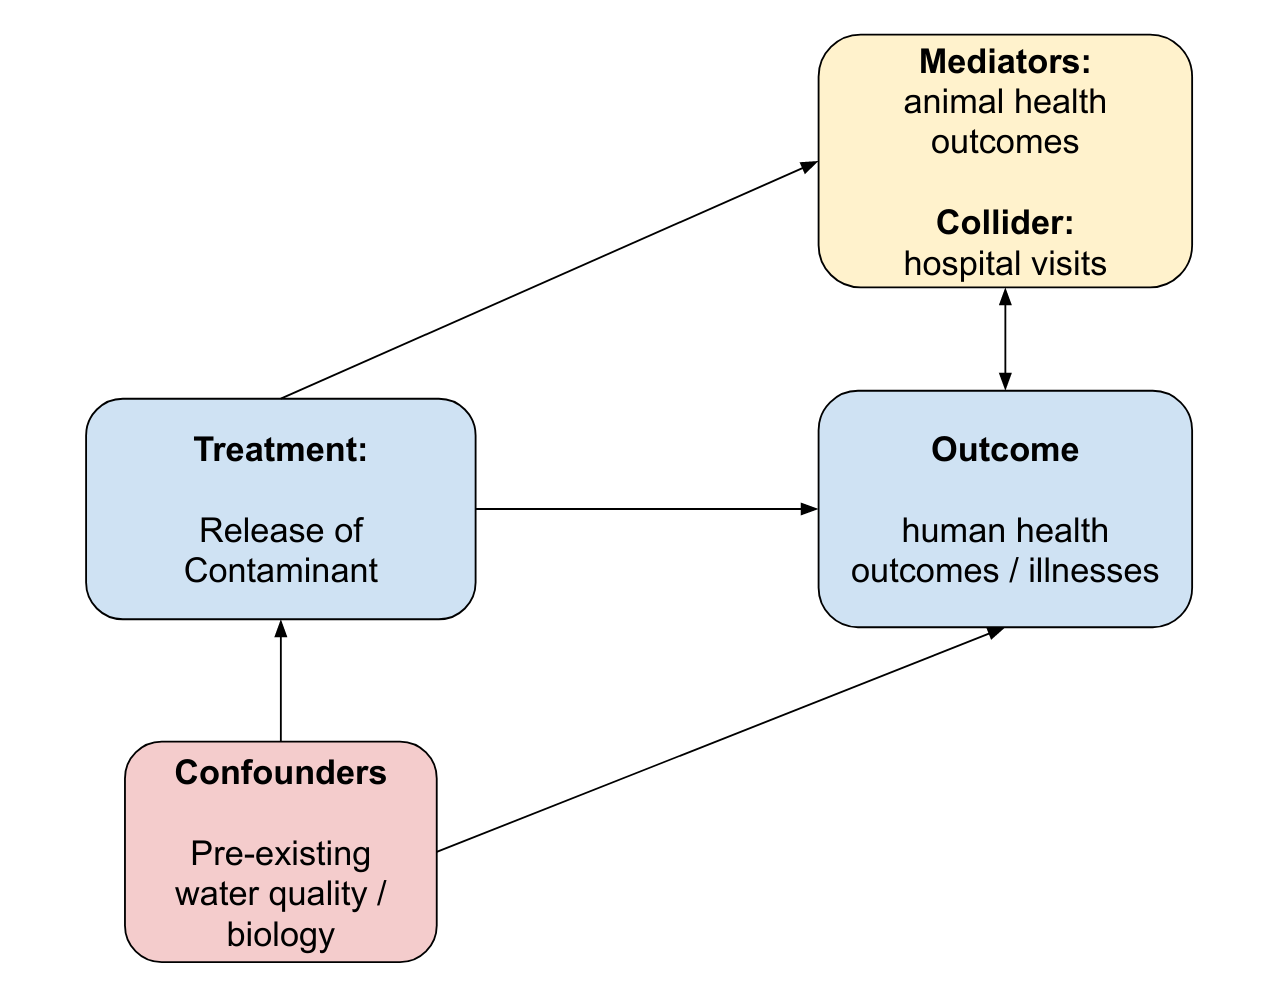 Mediators:
animal health
outcomes
Collider:
hospital visits
Treatment:
Release of
Contaminant
Outcome
human health
outcomes / illnesses
Confounders
Pre-existing
water quality /
biology